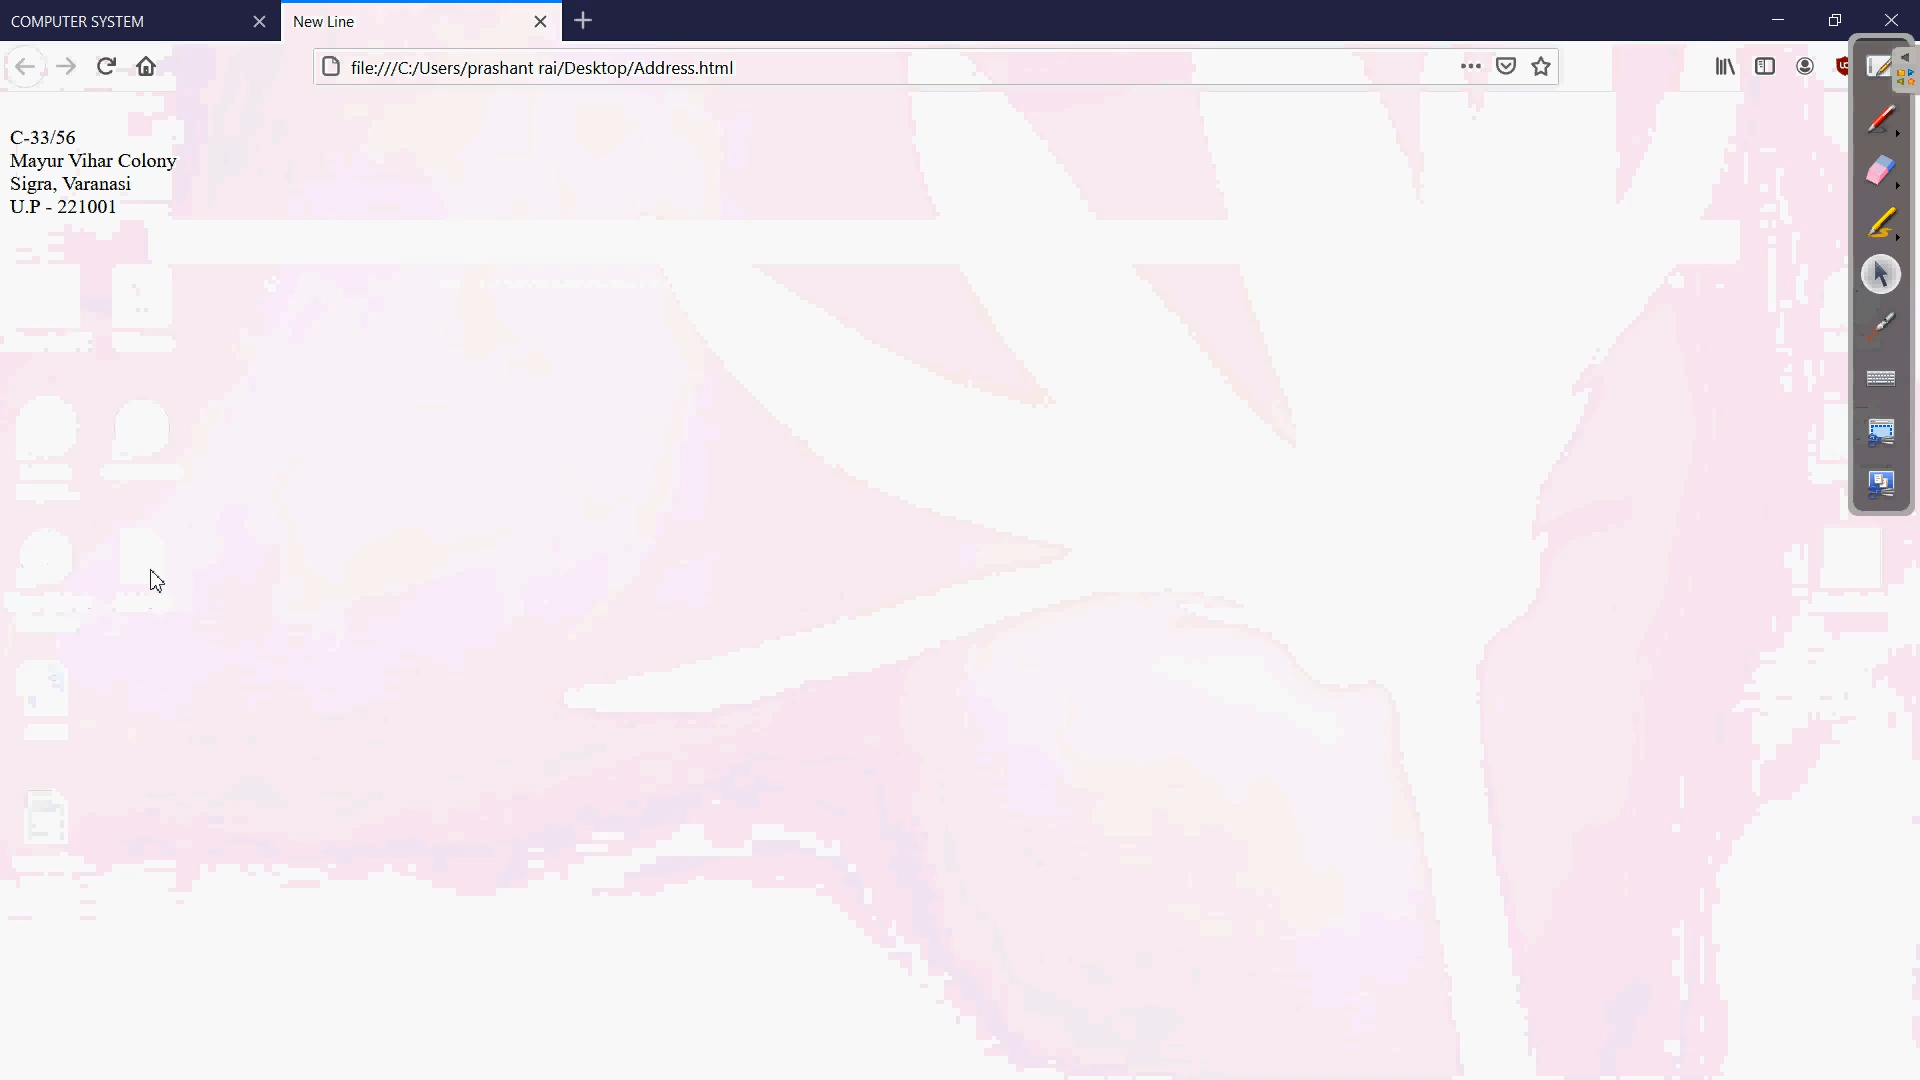 COMPUTER SYSTEM
New Line
file:///C:/Users/prashant rai/Desktop/Address.html
C-33/56
Mayur Vihar Colony
Sigra, Varanasi
U.P - 221001